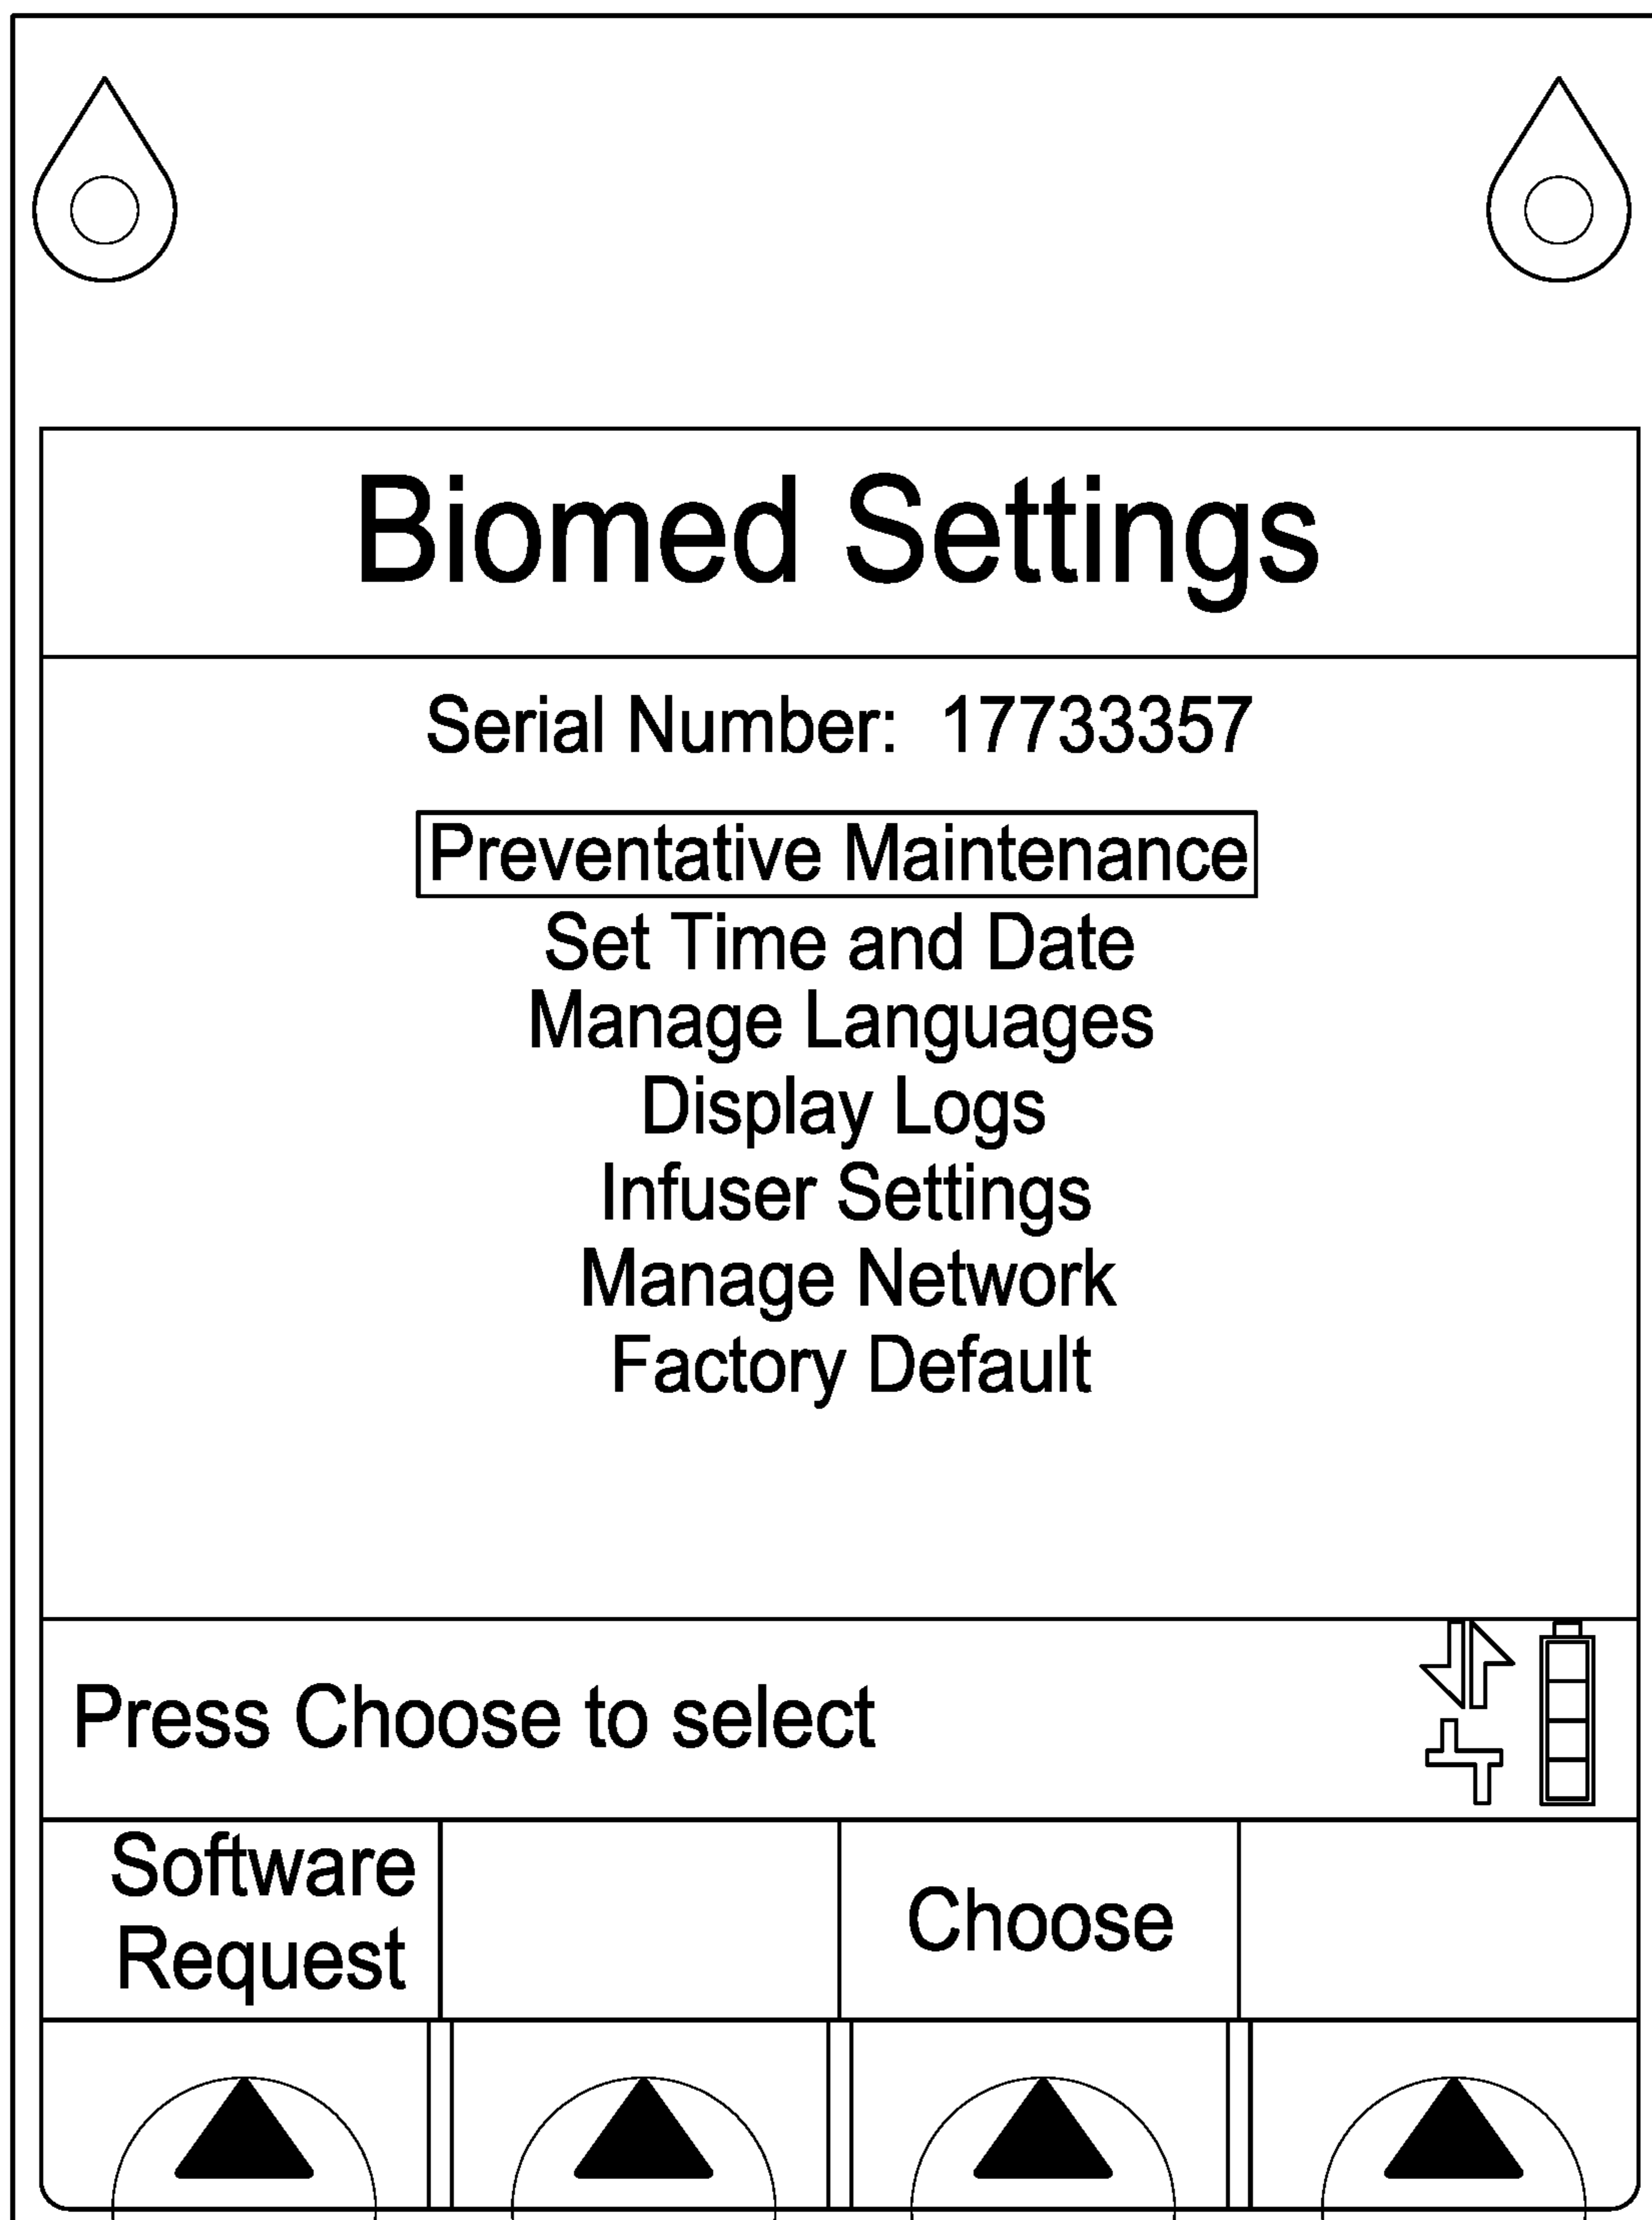 Biomed Settings
Serial Number: 17733357
Preventative Maintenance
Set Time and Date
Manage Languages
Display Logs
Infuser Settings
Manage Network
Factory Default
Press Choose to select
Software
Request
Choose